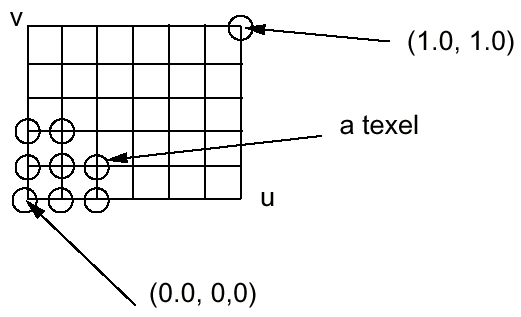 v
(1.0, 1.0)
a texel
u
(0.0, 0,0)